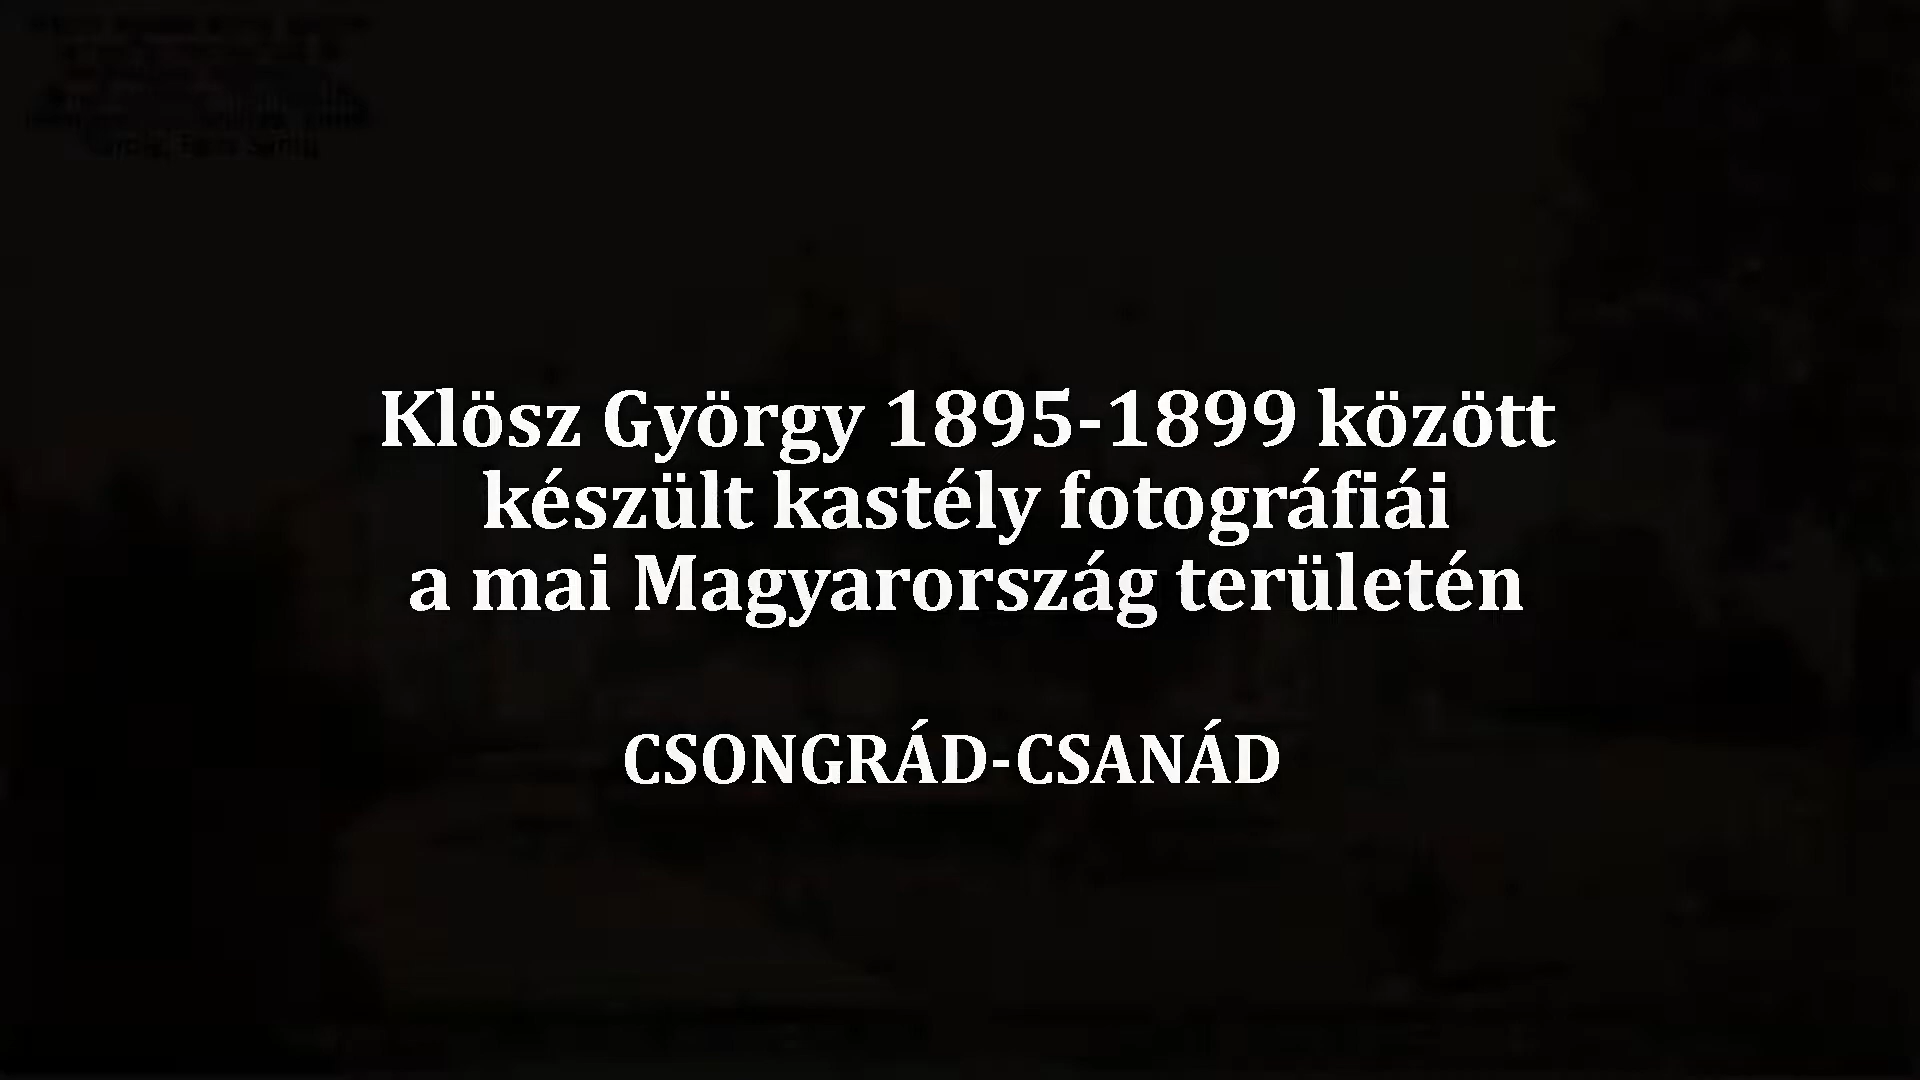 Klösz György 1895-1899 között
készült kastély fotográfiái
a mai Magyarország területén
CSONGRÁD-CSANÁD